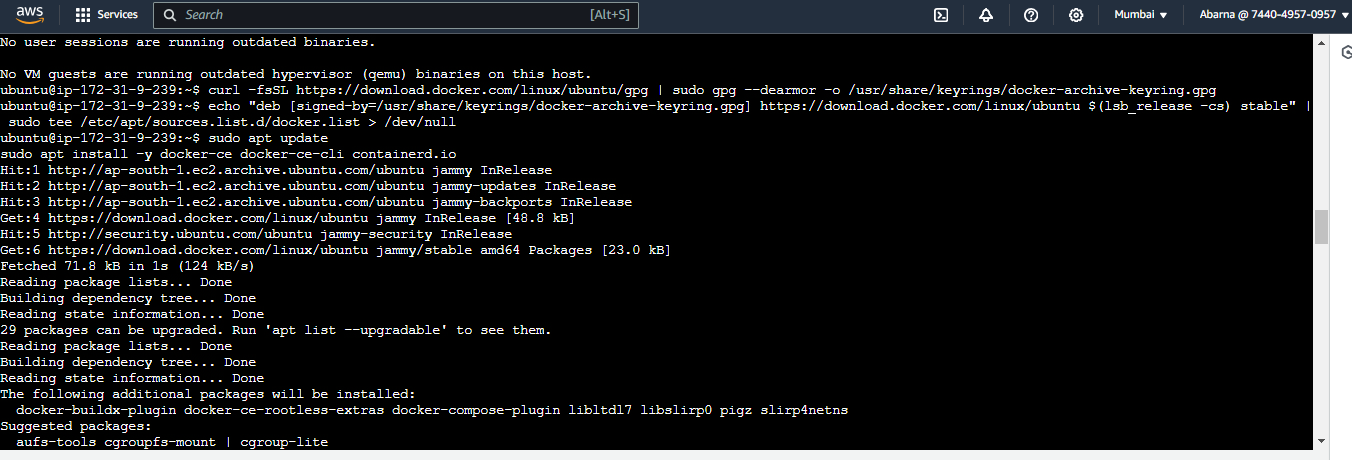 aws Services Search [Alt+S] Mumbai Abarna @ 7440-4957-0957
No user sessions are running outdated binaries.
No VM guests are running outdated hypervisor (qemu) binaries on this host.
ubuntu@ip-172-31-9-239:~$ curl -fsSL https://download.docker.com/linux/ubuntu/gpg | sudo gpg --dearmor -o /usr/share/keyrings/docker-archive-keyring.gpg
ubuntu@ip-172-31-9-239:~$ echo "deb [signed-by=/usr/share/keyrings/docker-archive-keyring.gpg] https://download.docker.com/linux/ubuntu $(lsb_release -cs) stable" |
 sudo tee /etc/apt/sources.list.d/docker.list > /dev/null
ubuntu@ip-172-31-9-239:~$ sudo apt update
sudo apt install -y docker-ce docker-ce-cli containerd.io
Hit:1 http://ap-south-1.ec2.archive.ubuntu.com/ubuntu jammy InRelease
Hit:2 http://ap-south-1.ec2.archive.ubuntu.com/ubuntu jammy-updates InRelease
Hit:3 http://ap-south-1.ec2.archive.ubuntu.com/ubuntu jammy-backports InRelease
Get:4 https://download.docker.com/linux/ubuntu jammy InRelease [48.8 kB]
Hit:5 http://security.ubuntu.com/ubuntu jammy-security InRelease
Get:6 https://download.docker.com/linux/ubuntu jammy/stable amd64 Packages [23.0 kB]
Fetched 71.8 kB in 1s (124 kB/s)
Reading package lists... Done
Building dependency tree... Done
Reading state information... Done
29 packages can be upgraded. Run 'apt list --upgradable' to see them.
Reading package lists... Done
Building dependency tree... Done
Reading state information... Done
The following additional packages will be installed:
  docker-buildx-plugin docker-ce-rootless-extras docker-compose-plugin libltdl7 libslirp0 pigz slirp4netns
Suggested packages:
  aufs-tools cgroupfs-mount | cgroup-lite